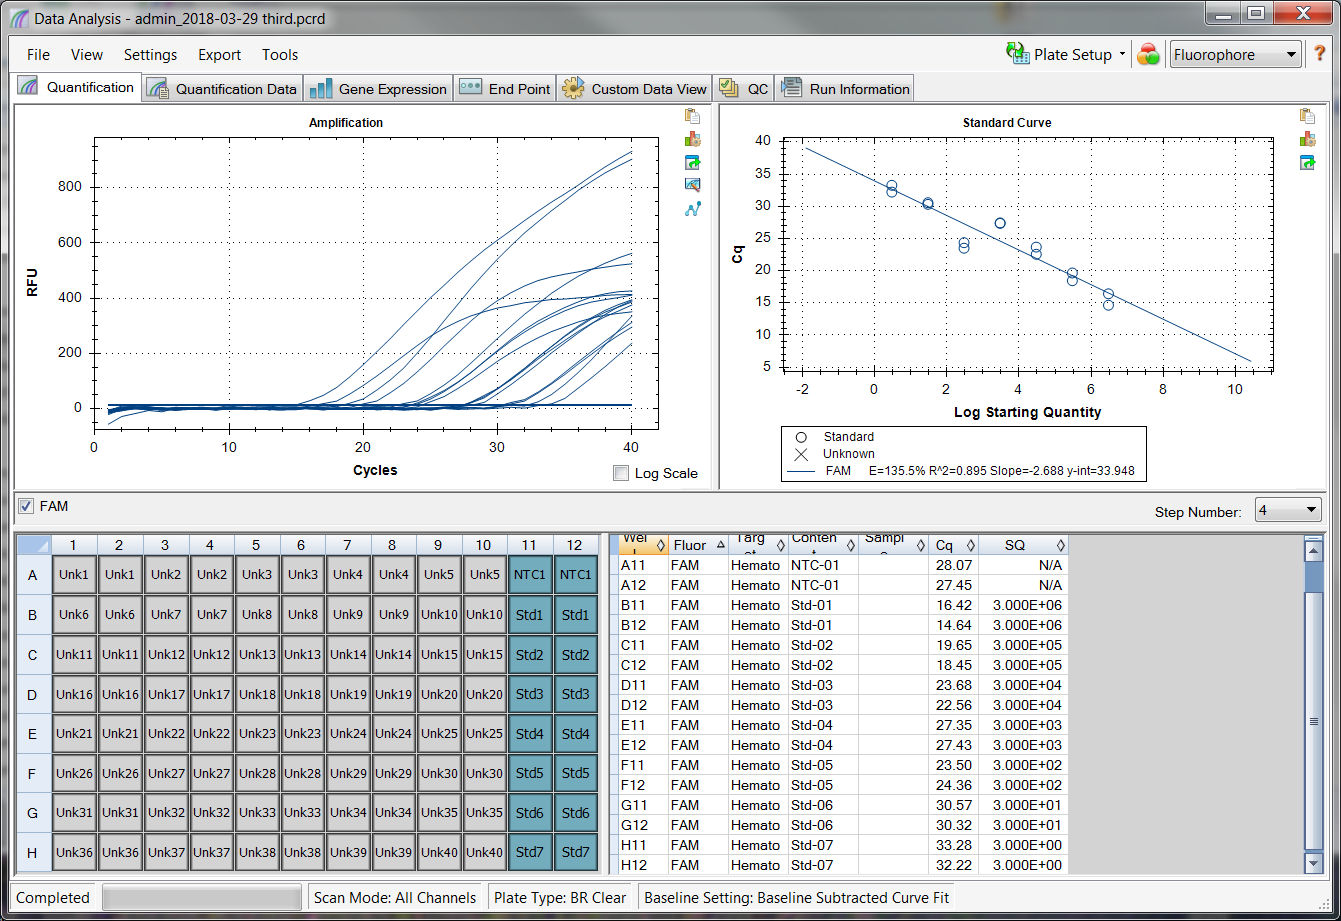 Data Analysis - admin_2018-03-29 third.pcrd
File View Settings Export Tools Plate Setup Fluorophore ?
Quantification Quantification Data Gene Expression End Point Custom Data View QC Run Information
Amplification
800
600
400
200
0
RFU
0 10 20 30 40
Cycles
Log Scale
Standard Curve
40
35
30
25
20
15
10
5
Cq
-2 0 2 4 6 8 10
Log Starting Quantity
Standard
Unknown
FAM E=135.5% R^2=0.895 Slope=-2.688 y-int=33.948
FAM
Step Number: 4
1 2 3 4 5 6 7 8 9 10 11 12
A Unk1 Unk1 Unk2 Unk2 Unk3 Unk3 Unk4 Unk4 Unk5 Unk5 NTC1 NTC1
B Unk6 Unk6 Unk7 Unk7 Unk8 Unk8 Unk9 Unk9 Unk10 Unk10 Std1 Std1
C Unk11 Unk11 Unk12 Unk12 Unk13 Unk13 Unk14 Unk14 Unk15 Unk15 Std2 Std2
D Unk16 Unk16 Unk17 Unk17 Unk18 Unk18 Unk19 Unk19 Unk20 Unk20 Std3 Std3
E Unk21 Unk21 Unk22 Unk22 Unk23 Unk23 Unk24 Unk24 Unk25 Unk25 Std4 Std4
F Unk26 Unk26 Unk27 Unk27 Unk28 Unk28 Unk29 Unk29 Unk30 Unk30 Std5 Std5
G Unk31 Unk31 Unk32 Unk32 Unk33 Unk33 Unk34 Unk34 Unk35 Unk35 Std6 Std6
H Unk36 Unk36 Unk37 Unk37 Unk38 Unk38 Unk39 Unk39 Unk40 Unk40 Std7 Std7
Fluor Cq SQ
A11 FAM Hemato NTC-01 28.07 N/A
A12 FAM Hemato NTC-01 27.45 N/A
B11 FAM Hemato Std-01 16.42 3.000E+06
B12 FAM Hemato Std-01 14.64 3.000E+06
C11 FAM Hemato Std-02 19.65 3.000E+05
C12 FAM Hemato Std-02 18.45 3.000E+05
D11 FAM Hemato Std-03 23.68 3.000E+04
D12 FAM Hemato Std-03 22.56 3.000E+04
E11 FAM Hemato Std-04 27.35 3.000E+03
E12 FAM Hemato Std-04 27.43 3.000E+03
F11 FAM Hemato Std-05 23.50 3.000E+02
F12 FAM Hemato Std-05 24.36 3.000E+02
G11 FAM Hemato Std-06 30.57 3.000E+01
G12 FAM Hemato Std-06 30.32 3.000E+01
H11 FAM Hemato Std-07 33.28 3.000E+00
H12 FAM Hemato Std-07 32.22 3.000E+00
Completed Scan Mode: All Channels Plate Type: BR Clear Baseline Setting: Baseline Subtracted Curve Fit